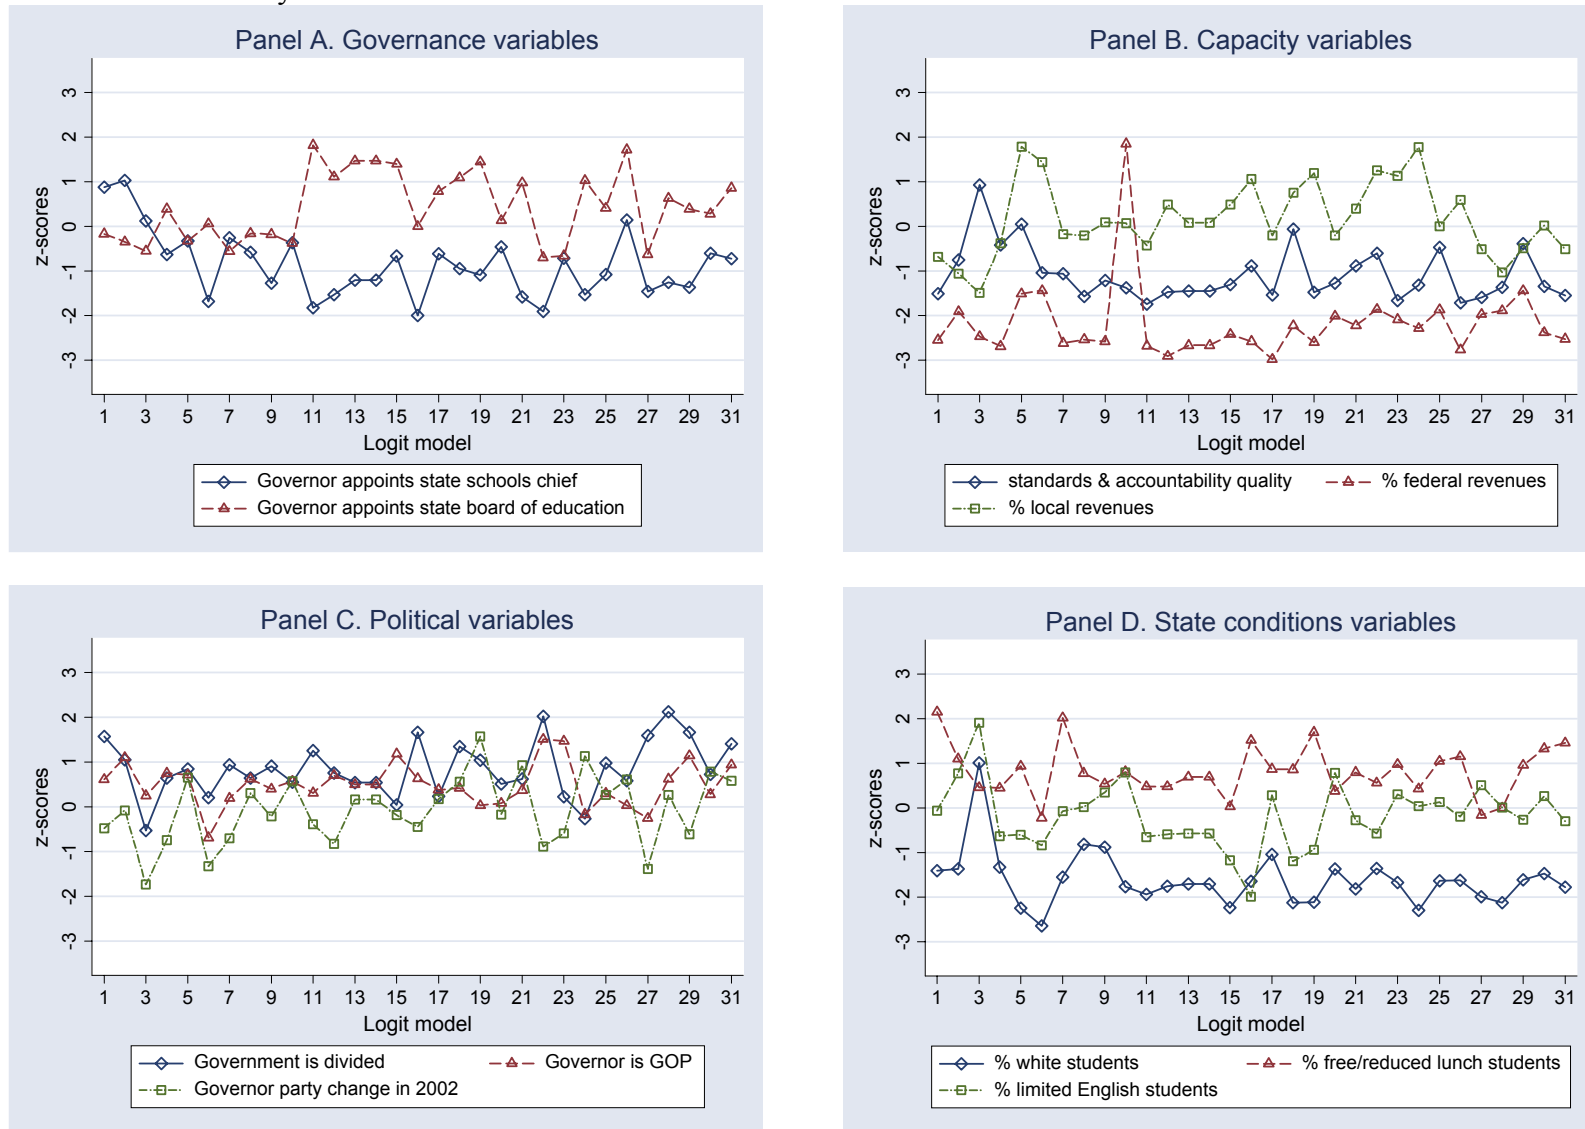 Panel A. Governance variables
z-scores
3
2
1
0
-1
-2
-3
1 3 5 7 9 11 13 15 17 19 21 23 25 27 29 31
Logit model
Governor appoints state schools chief
Governor appoints state board of education
Panel B. Capacity variables
z-scores
3
2
1
0
-1
-2
-3
1 3 5 7 9 11 13 15 17 19 21 23 25 27 29 31
Logit model
standards & accountability quality % federal revenues
% local revenues
Panel C. Political variables
z-scores
3
2
1
0
-1
-2
-3
1 3 5 7 9 11 13 15 17 19 21 23 25 27 29 31
Logit model
Government is divided Governor is GOP
Governor party change in 2002
Panel D. State conditions variables
z-scores
3
2
1
0
-1
-2
-3
1 3 5 7 9 11 13 15 17 19 21 23 25 27 29 31
Logit model
% white students % free/reduced lunch students
% limited English students